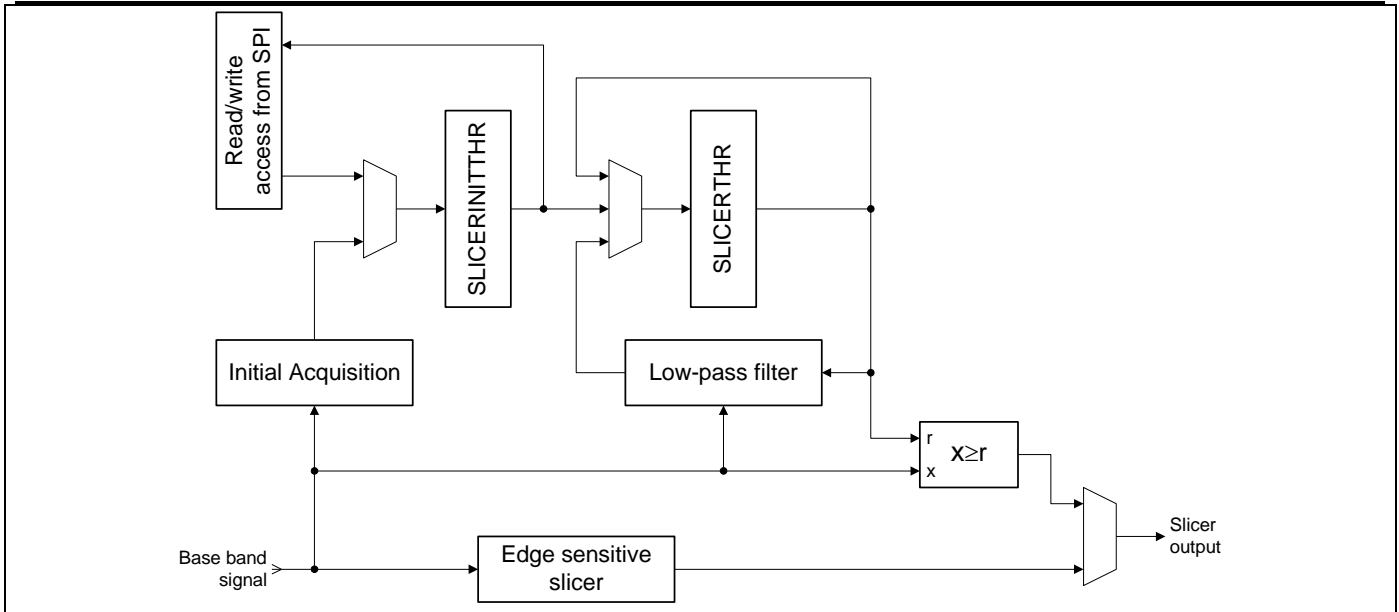 Read/write
access from SPI
SLICERINITTHR
SLICERTHR
Initial Acquisition
Low-pass filter
r
x
x≥r
Base band
signal
Edge sensitive
slicer
Slicer
output